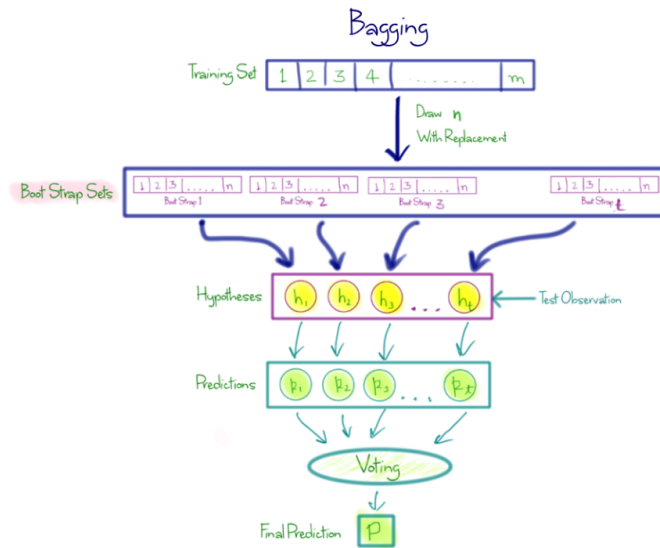 Bagging
Training Set 1 2 3 4 ......... m
Draw n
With Replacement
Boot Strap Sets
1 2 3 ..... n 1 2 3 ..... n 1 2 3 ..... n 1 2 3 ..... n
Boot Strap 1 Boot Strap 2 Boot Strap 3 Boot Strap t
Hypotheses h₁ h₂ h₃ ... hₜ Test Observation
Predictions p₁ p₂ p₃ ... pₜ
Voting
Final Prediction P